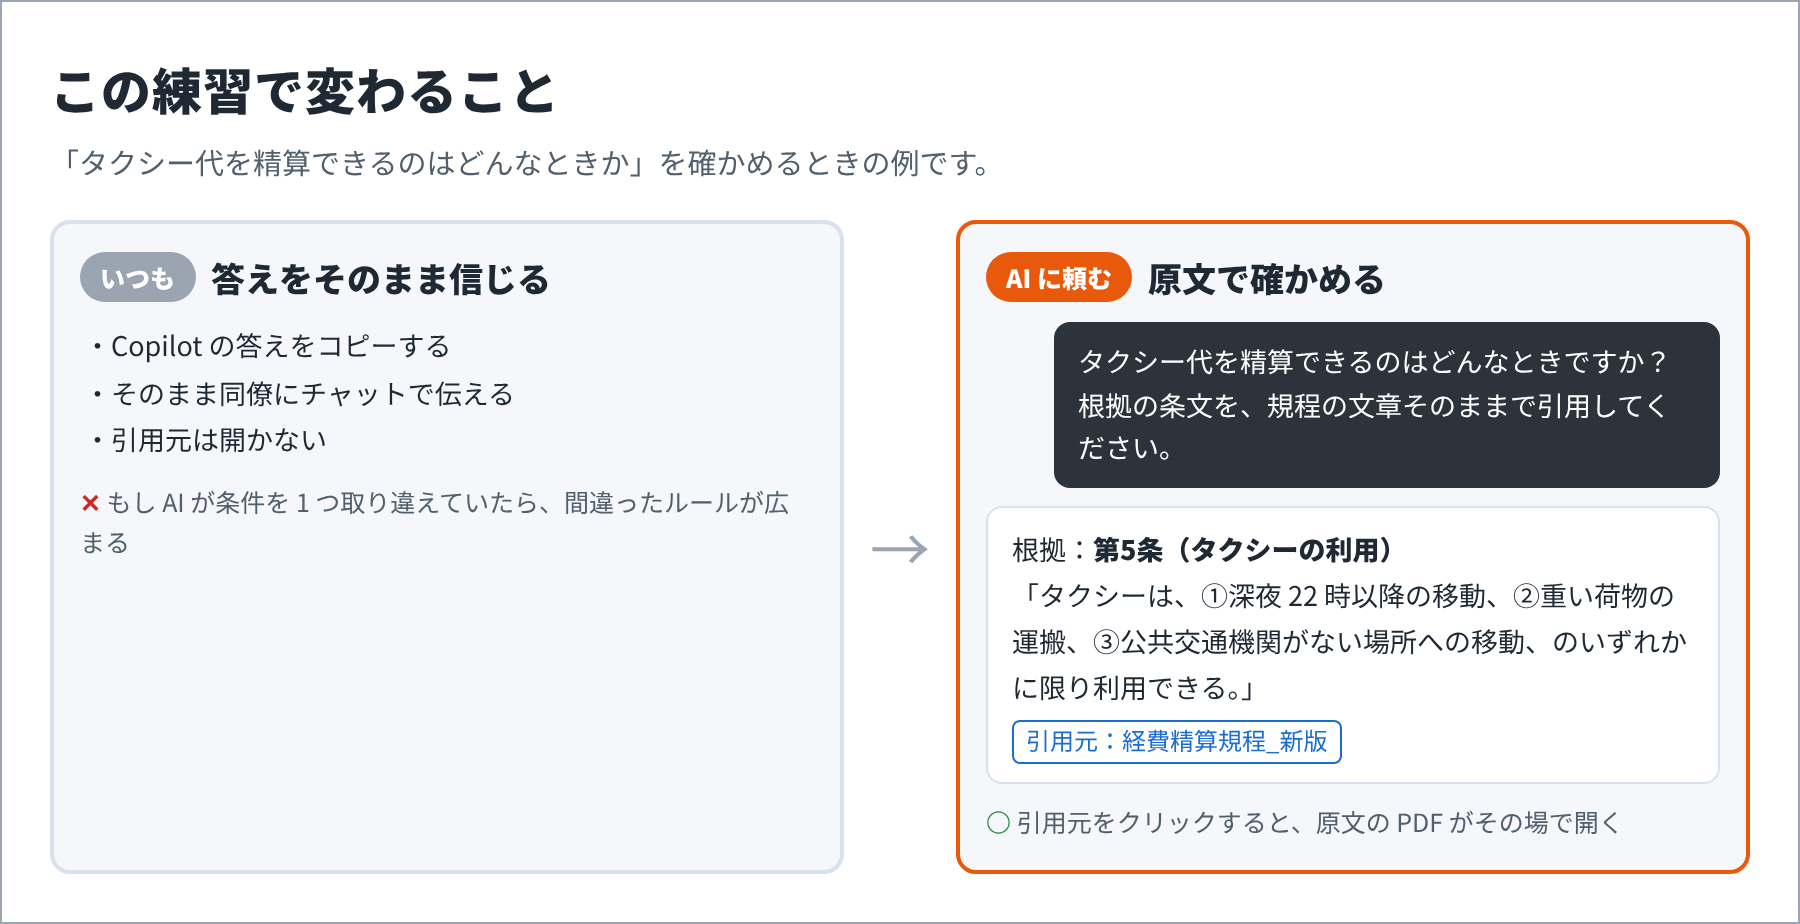 この練習で変わること
「タクシー代を精算できるのはどんなときか」を確かめるときの例です。
いつも 答えをそのまま信じる
・Copilot の答えをコピーする
・そのまま同僚にチャットで伝える
・引用元は開かない
✕ もし AI が条件を 1 つ取り違えていたら、間違ったルールが広
まる
→
AI に頼む 原文で確かめる
タクシー代を精算できるのはどんなときですか？
根拠の条文を、規程の文章そのままで引用してく
ださい。
根拠：第5条（タクシーの利用）
「タクシーは、①深夜 22 時以降の移動、②重い荷物の
運搬、③公共交通機関がない場所への移動、のいずれか
に限り利用できる。」
引用元：経費精算規程_新版
○ 引用元をクリックすると、原文の PDF がその場で開く